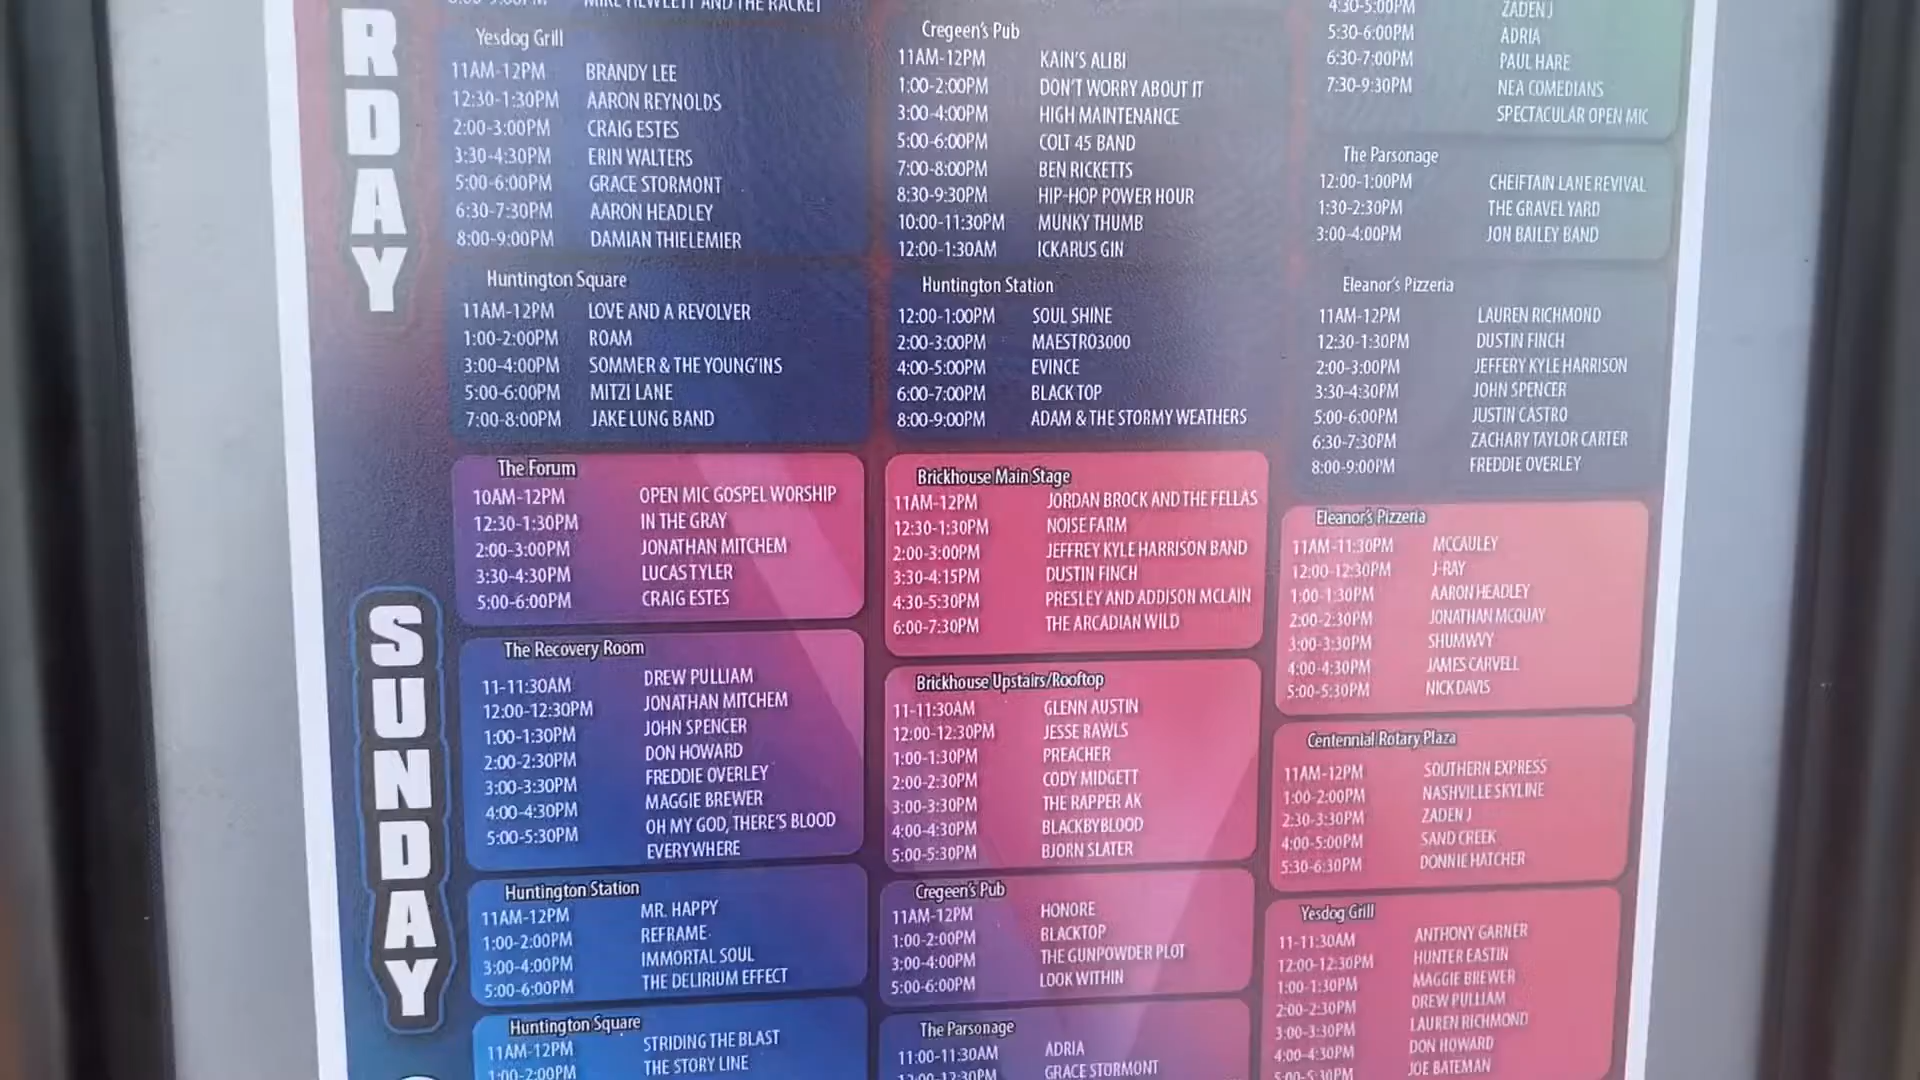 RDAY
8:00-9:00PM MIKE HEWLETT AND THE RACKET
Yesdog Grill
11AM-12PM BRANDY LEE
12:30-1:30PM AARON REYNOLDS
2:00-3:00PM CRAIG ESTES
3:30-4:30PM ERIN WALTERS
5:00-6:00PM GRACE STORMONT
6:30-7:30PM AARON HEADLEY
8:00-9:00PM DAMIAN THIELEMIER
Huntington Square
11AM-12PM LOVE AND A REVOLVER
1:00-2:00PM ROAM
3:00-4:00PM SOMMER & THE YOUNG'INS
5:00-6:00PM MITZI LANE
7:00-8:00PM JAKE LUNG BAND
Cregeen's Pub
11AM-12PM KAIN'S ALIBI
1:00-2:00PM DON'T WORRY ABOUT IT
3:00-4:00PM HIGH MAINTENANCE
5:00-6:00PM COLT 45 BAND
7:00-8:00PM BEN RICKETTS
8:30-9:30PM HIP-HOP POWER HOUR
10:00-11:30PM MUNKY THUMB
12:00-1:30AM ICKARUS GIN
Huntington Station
12:00-1:00PM SOUL SHINE
2:00-3:00PM MAESTRO3000
4:00-5:00PM EVINCE
6:00-7:00PM BLACK TOP
8:00-9:00PM ADAM & THE STORMY WEATHERS
4:30-5:00PM ZADEN J
5:30-6:00PM ADRIA
6:30-7:00PM PAUL HARE
7:30-9:30PM NEA COMEDIANS
SPECTACULAR OPEN MIC
The Parsonage
12:00-1:00PM CHEIFTAIN LANE REVIVAL
1:30-2:30PM THE GRAVEL YARD
3:00-4:00PM JON BAILEY BAND
Eleanor's Pizzeria
11AM-12PM LAUREN RICHMOND
12:30-1:30PM DUSTIN FINCH
2:00-3:00PM JEFFERY KYLE HARRISON
3:30-4:30PM JOHN SPENCER
5:00-6:00PM JUSTIN CASTRO
6:30-7:30PM ZACHARY TAYLOR CARTER
8:00-9:00PM FREDDIE OVERLEY
SUNDAY
The Forum
10AM-12PM OPEN MIC GOSPEL WORSHIP
12:30-1:30PM IN THE GRAY
2:00-3:00PM JONATHAN MITCHEM
3:30-4:30PM LUCAS TYLER
5:00-6:00PM CRAIG ESTES
The Recovery Room
11-11:30AM DREW PULLIAM
12:00-12:30PM JONATHAN MITCHEM
1:00-1:30PM JOHN SPENCER
2:00-2:30PM DON HOWARD
3:00-3:30PM FREDDIE OVERLEY
4:00-4:30PM MAGGIE BREWER
5:00-5:30PM OH MY GOD, THERE'S BLOOD
EVERYWHERE
Huntington Station
11AM-12PM MR. HAPPY
1:00-2:00PM REFRAME
3:00-4:00PM IMMORTAL SOUL
5:00-6:00PM THE DELIRIUM EFFECT
Huntington Square
11AM-12PM STRIDING THE BLAST
1:00-2:00PM THE STORY LINE
Brickhouse Main Stage
11AM-12PM JORDAN BROCK AND THE FELLAS
12:30-1:30PM NOISE FARM
2:00-3:00PM JEFFREY KYLE HARRISON BAND
3:30-4:15PM DUSTIN FINCH
4:30-5:30PM PRESLEY AND ADDISON MCLAIN
6:00-7:30PM THE ARCADIAN WILD
Brickhouse Upstairs/Rooftop
11-11:30AM GLENN AUSTIN
12:00-12:30PM JESSE RAWLS
1:00-1:30PM PREACHER
2:00-2:30PM CODY MIDGETT
3:00-3:30PM THE RAPPER AK
4:00-4:30PM BLACKBYBLOOD
5:00-5:30PM BJORN SLATER
Cregeen's Pub
11AM-12PM HONORE
1:00-2:00PM BLACKTOP
3:00-4:00PM THE GUNPOWDER PLOT
5:00-6:00PM LOOK WITHIN
The Parsonage
11:00-11:30AM ADRIA
12:00-12:30PM GRACE STORMONT
Eleanor's Pizzeria
11AM-11:30PM MCCAULEY
12:00-12:30PM J-RAY
1:00-1:30PM AARON HEADLEY
2:00-2:30PM JONATHAN MCQUAY
3:00-3:30PM SHUMWVY
4:00-4:30PM JAMES CARVELL
5:00-5:30PM NICK DAVIS
Centennial Rotary Plaza
11AM-12PM SOUTHERN EXPRESS
1:00-2:00PM NASHVILLE SKYLINE
2:30-3:30PM ZADEN J
4:00-5:00PM SAND CREEK
5:30-6:30PM DONNIE HATCHER
Yesdog Grill
11-11:30AM ANTHONY GARNER
12:00-12:30PM HUNTER EASTIN
1:00-1:30PM MAGGIE BREWER
2:00-2:30PM DREW PULLIAM
3:00-3:30PM LAUREN RICHMOND
4:00-4:30PM DON HOWARD
5:00-5:30PM JOE BATEMAN